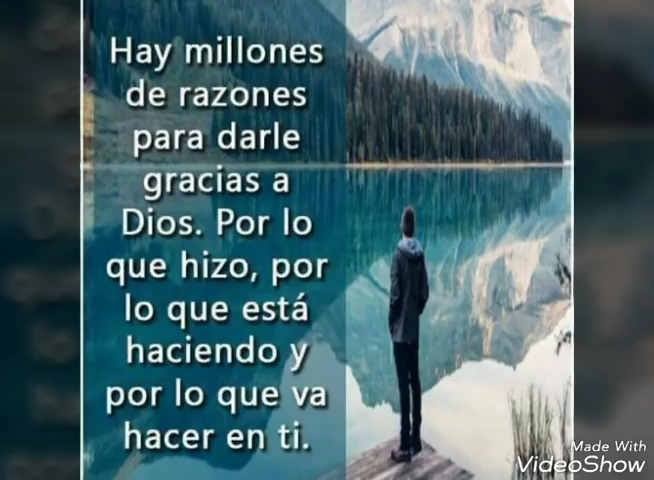 Hay millones
de razones
para darle
gracias a
Dios. Por lo
que hizo, por
lo que está
haciendo y
por lo que va
hacer en ti.
Made With
VideoShow